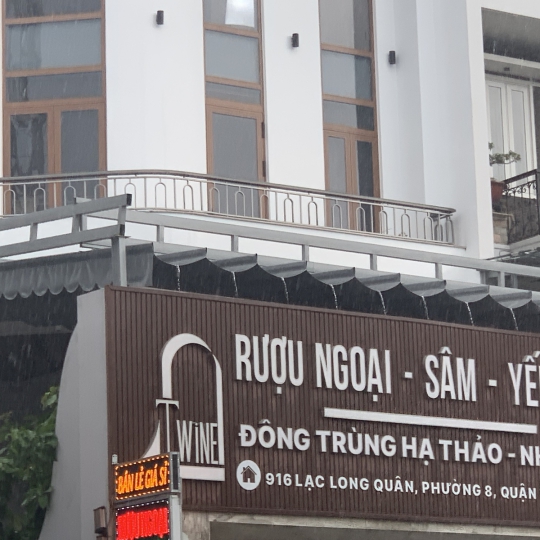 RƯỢU NGOẠI - SÂM - YẾ
WINE
ĐÔNG TRÙNG HẠ THẢO - NH
916 LẠC LONG QUÂN, PHƯỜNG 8, QUẬN
BÁN LẺ GIÁ SỈ